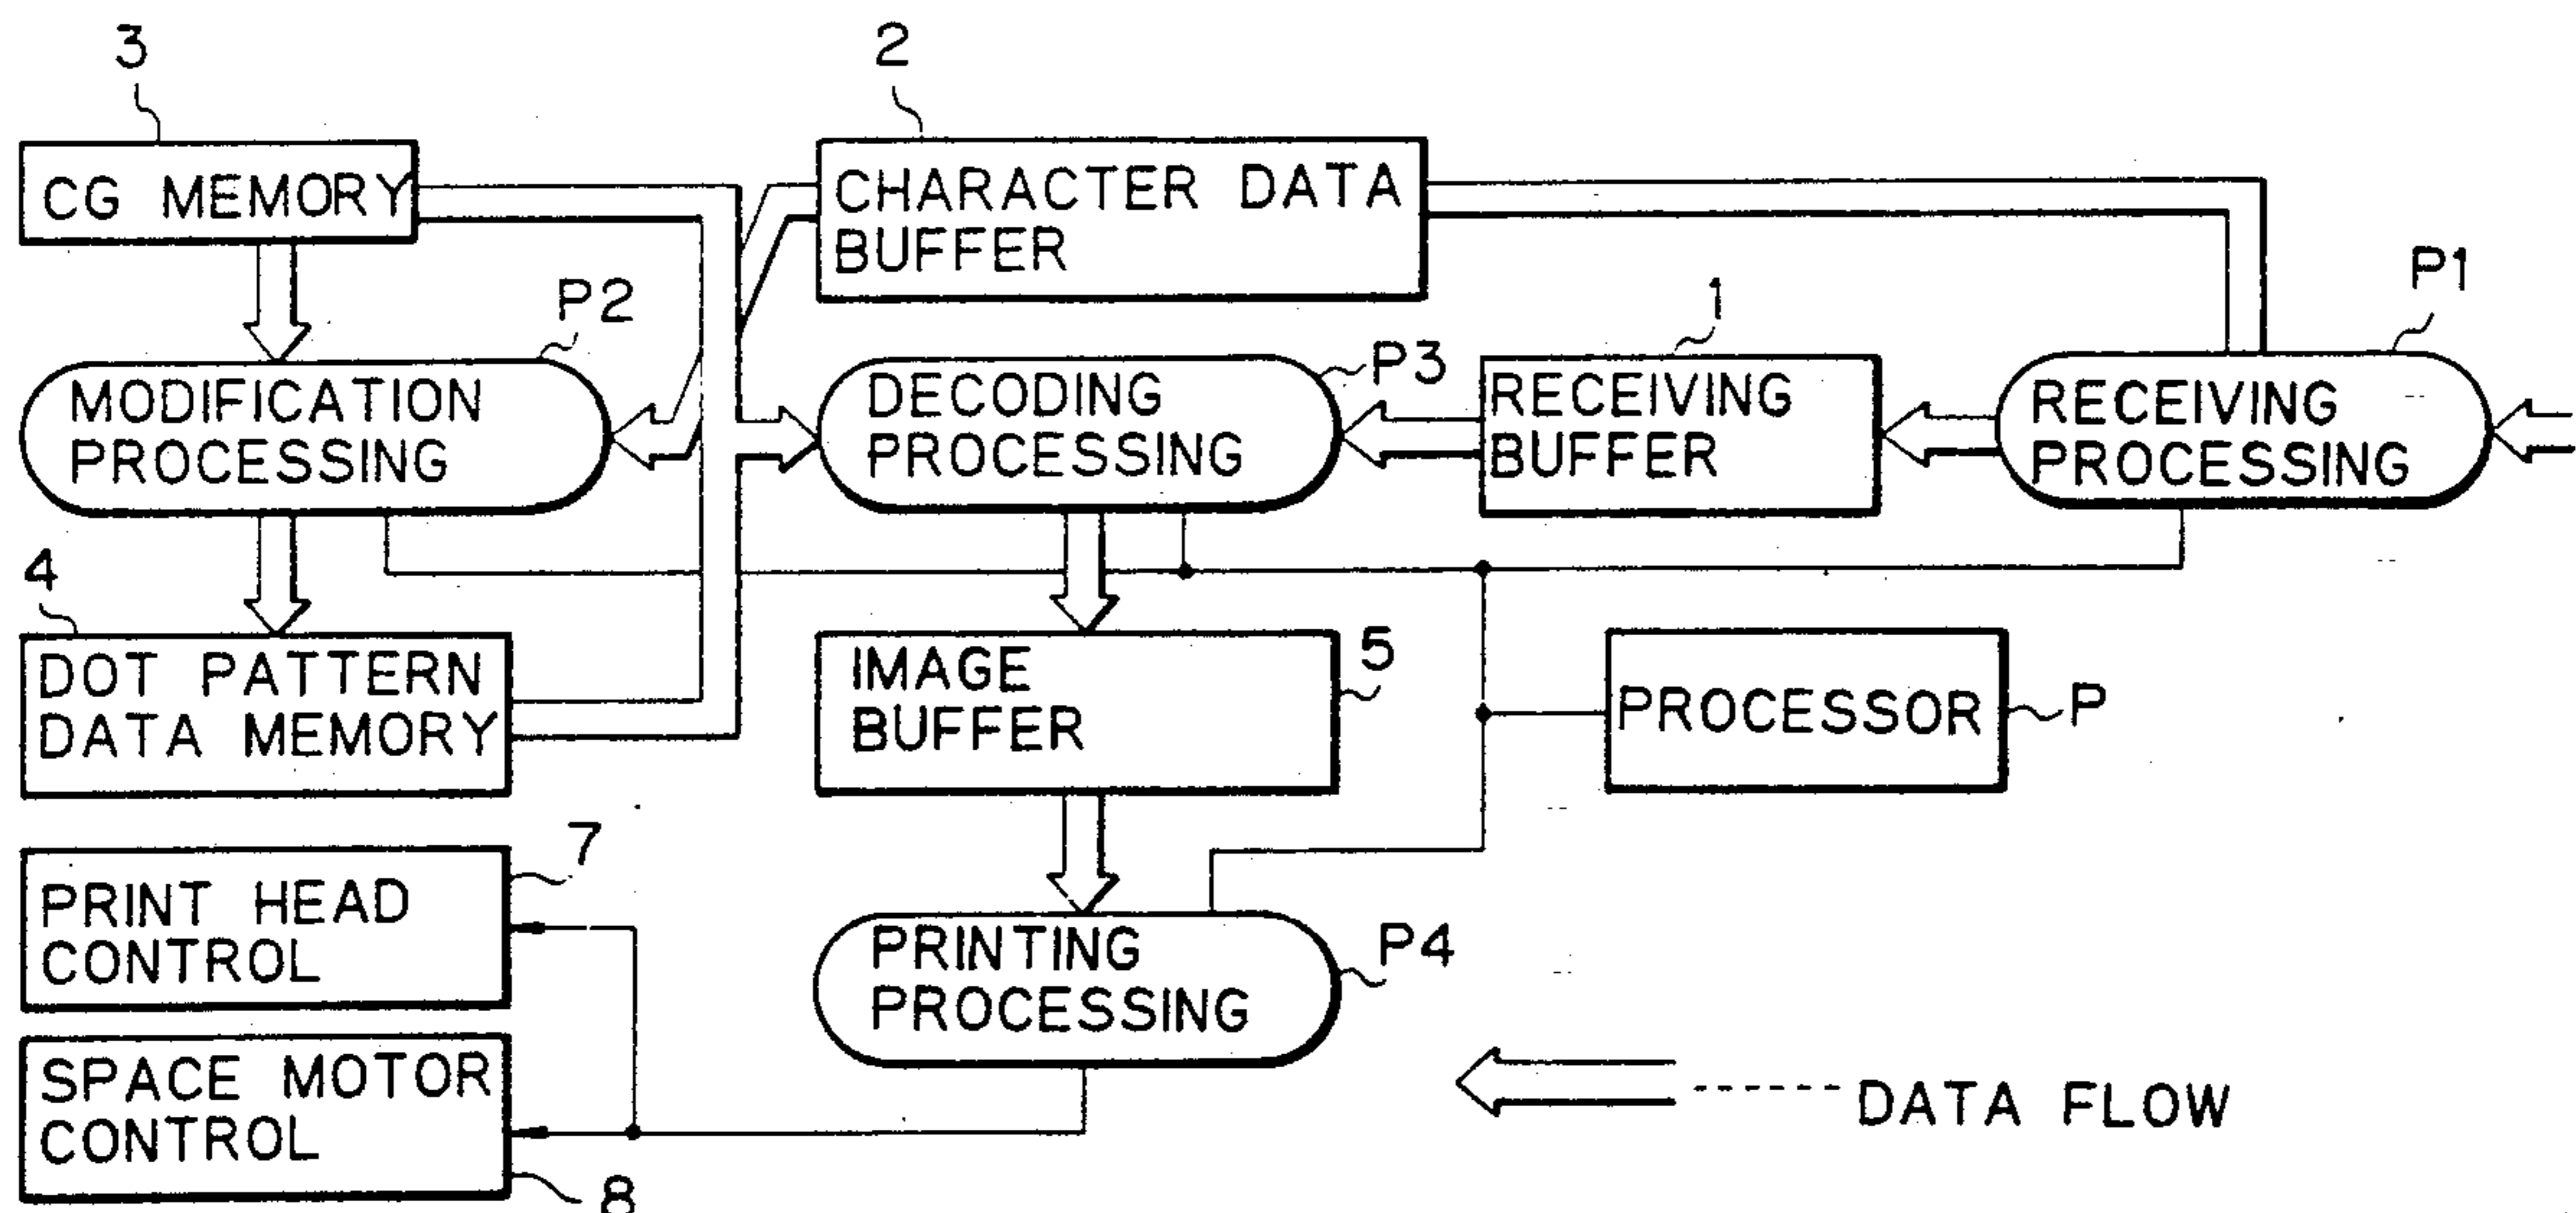 3
2
CG MEMORY
CHARACTER DATA
BUFFER
P1
P2
1
P3
MODIFICATION
PROCESSING
DECODING
PROCESSING
RECEIVING
BUFFER
RECEIVING
PROCESSING
4
DOT PATTERN
DATA MEMORY
IMAGE
BUFFER
5
PROCESSOR
P
7
PRINT HEAD
CONTROL
PRINTING
PROCESSING
P4
SPACE MOTOR
CONTROL
8
DATA FLOW